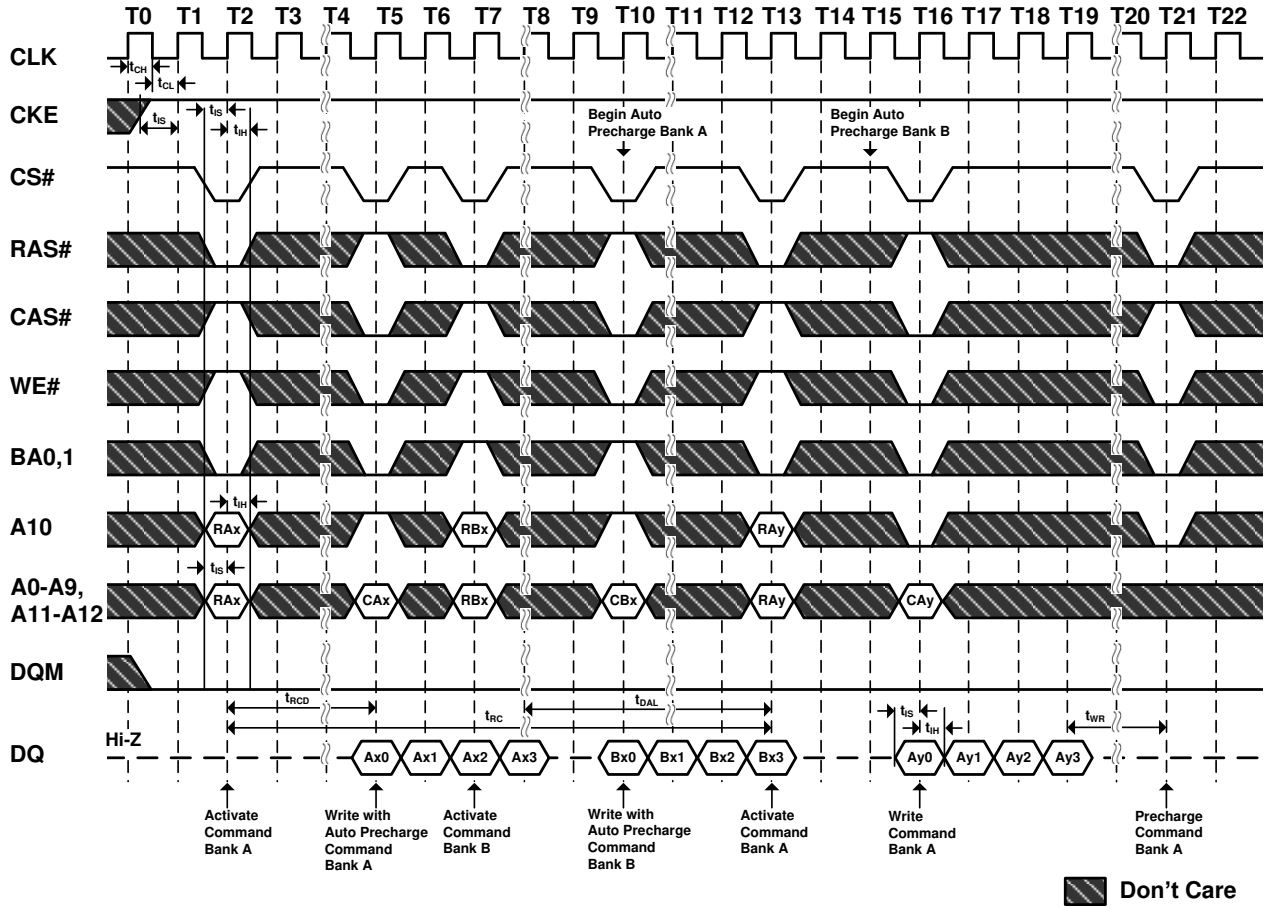 T0 T1 T2 T3 T4 T5 T6 T7 T8 T9 T10 T11 T12 T13 T14 T15 T16 T17 T18 T19 T20 T21 T22
CLK
tCH
tCL
CKE
tIS
tIS
tIH
Begin Auto
Precharge Bank A
Begin Auto
Precharge Bank B
CS#
RAS#
CAS#
WE#
BA0,1
tIH
A10
RAx RBx RAy
tIS
A0-A9,
A11-A12
RAx CAx RBx CBx RAy CAy
DQM
tRCD
tRC
tDAL
tIS
tIH
tWR
DQ
Hi-Z
Ax0 Ax1 Ax2 Ax3 Bx0 Bx1 Bx2 Bx3 Ay0 Ay1 Ay2 Ay3
Activate
Command
Bank A
Write with
Auto Precharge
Command
Bank A
Activate
Command
Bank B
Write with
Auto Precharge
Command
Bank B
Activate
Command
Bank A
Write
Command
Bank A
Precharge
Command
Bank A
Don't Care